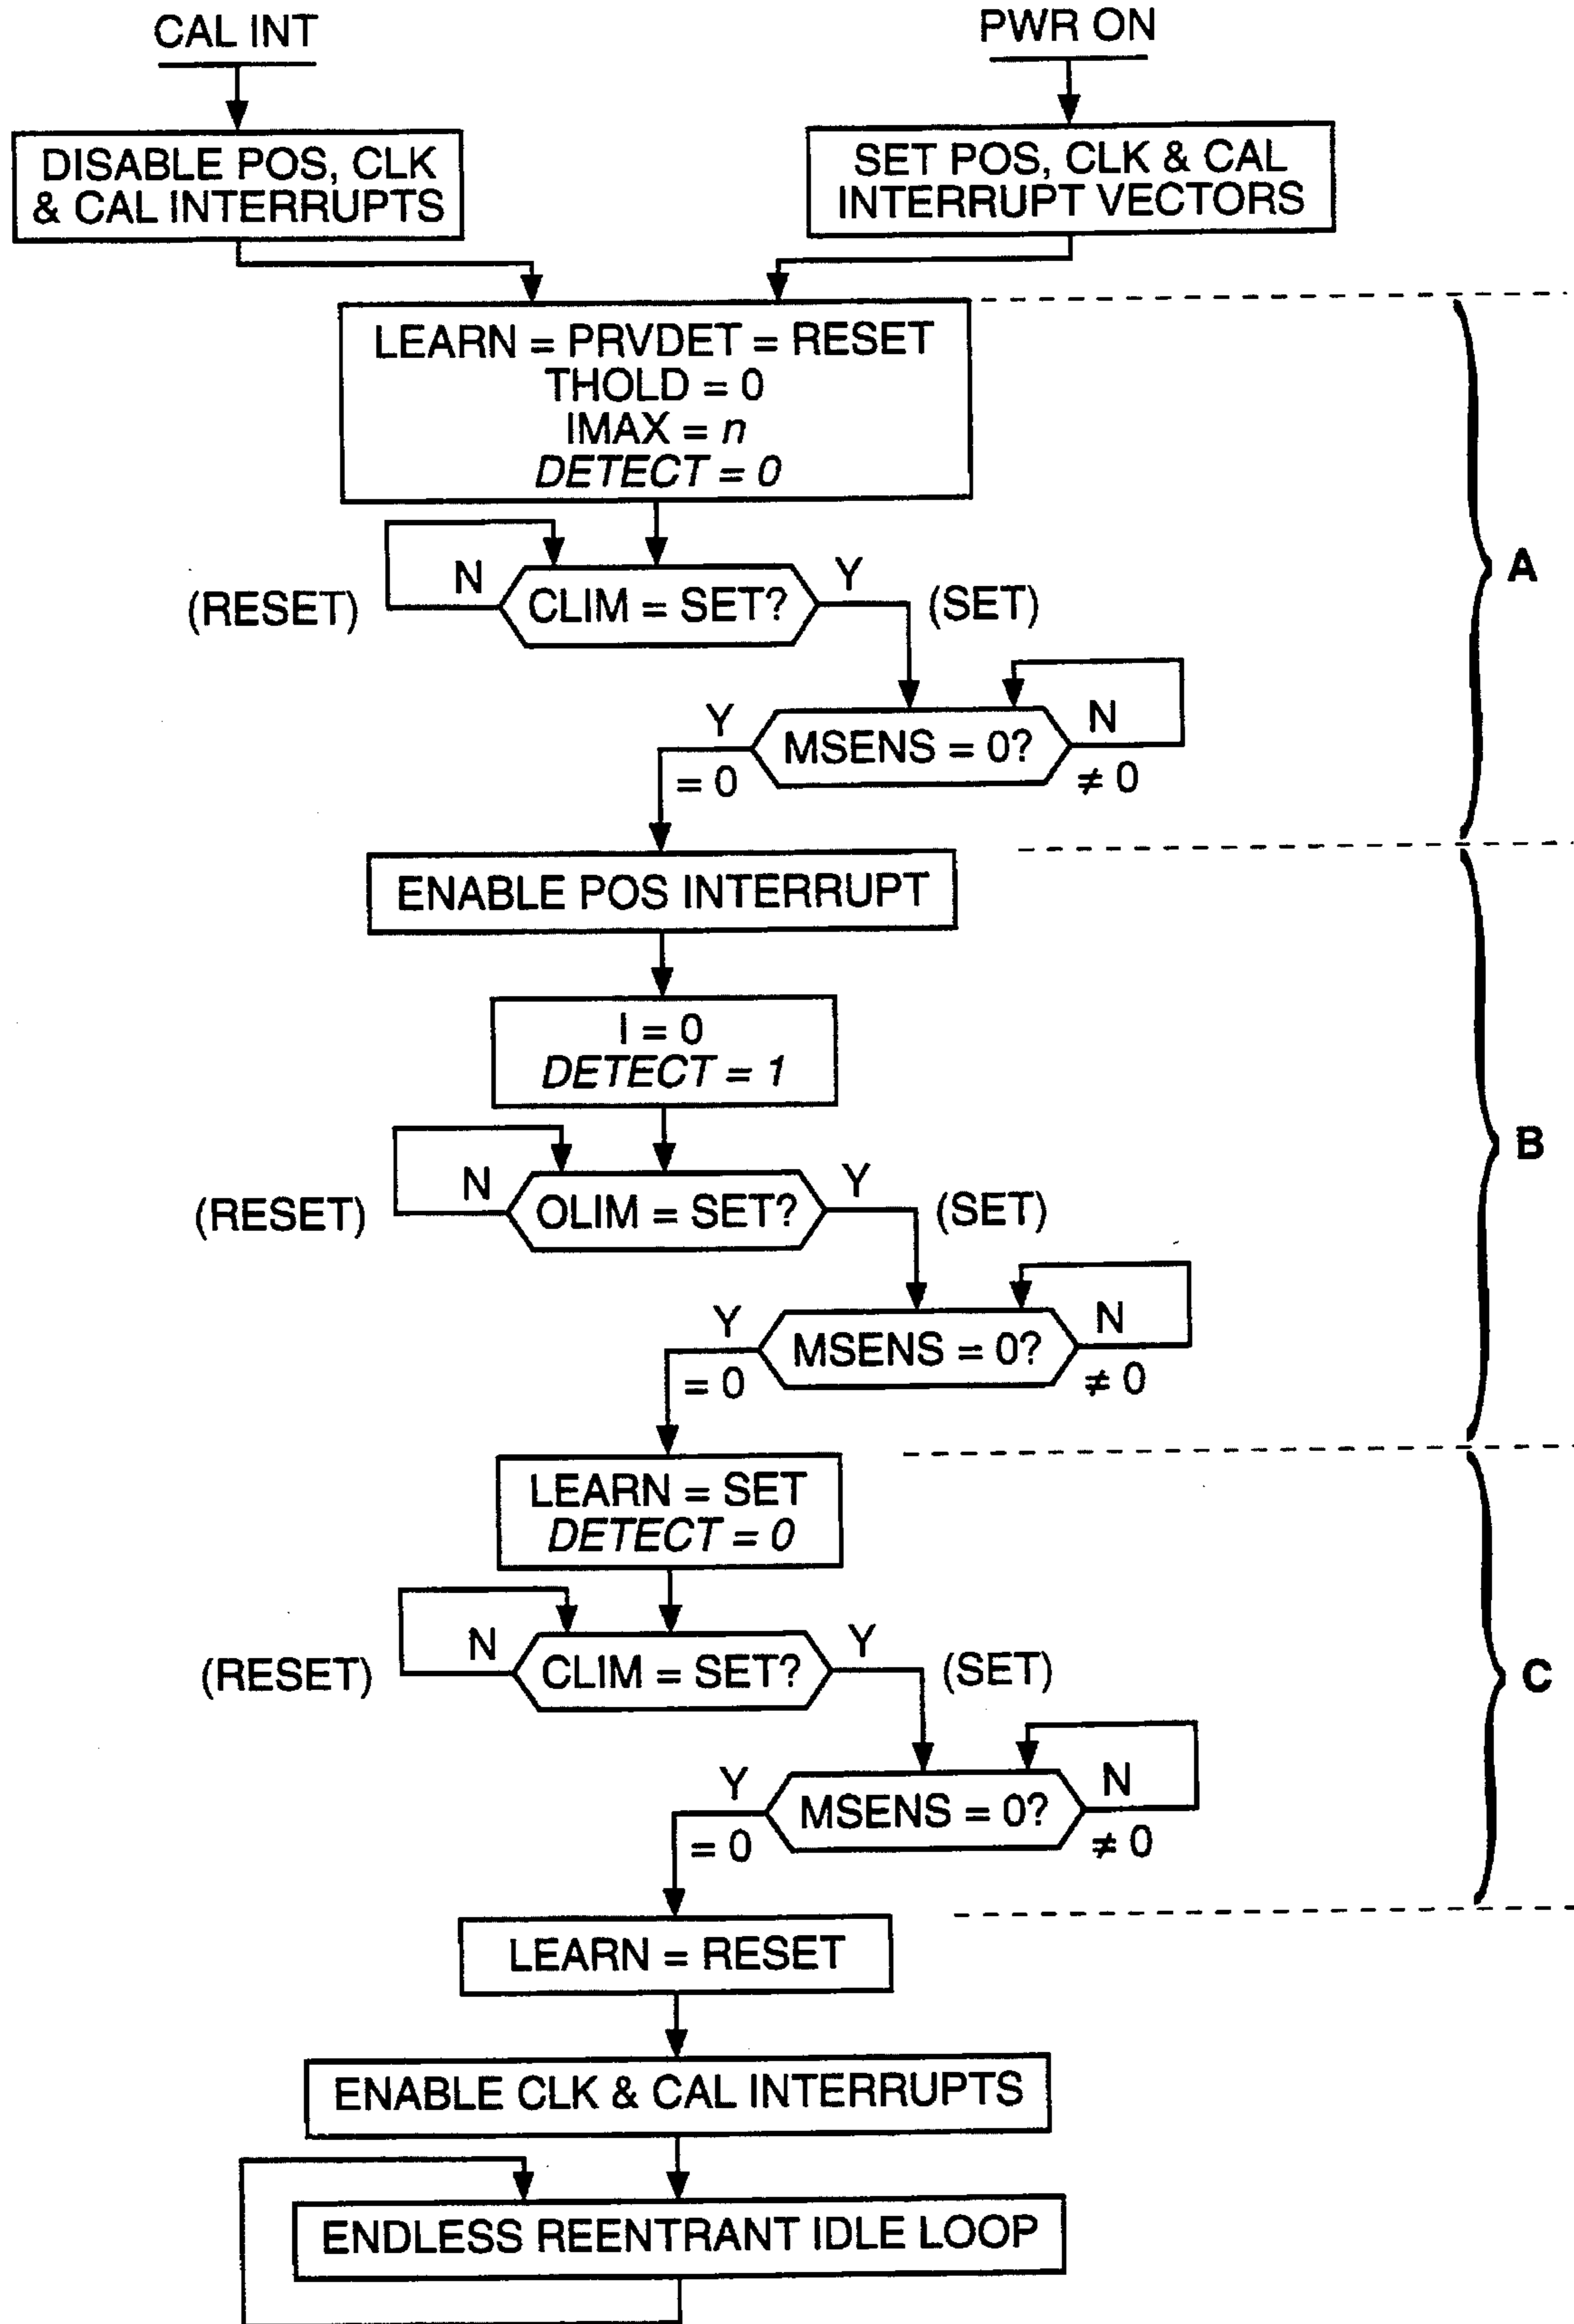 CAL INT
PWR ON
DISABLE POS, CLK
& CAL INTERRUPTS
SET POS, CLK & CAL
INTERRUPT VECTORS
LEARN = PRVDET = RESET
THOLD = 0
IMAX = n
DETECT = 0
A
N
Y
(RESET)
CLIM = SET?
(SET)
Y
N
MSENS = 0?
= 0
≠ 0
ENABLE POS INTERRUPT
I = 0
DETECT = 1
B
N
Y
(RESET)
OLIM = SET?
(SET)
Y
N
MSENS = 0?
= 0
≠ 0
LEARN = SET
DETECT = 0
N
Y
(RESET)
CLIM = SET?
(SET)
C
Y
N
MSENS = 0?
= 0
≠ 0
LEARN = RESET
ENABLE CLK & CAL INTERRUPTS
ENDLESS REENTRANT IDLE LOOP